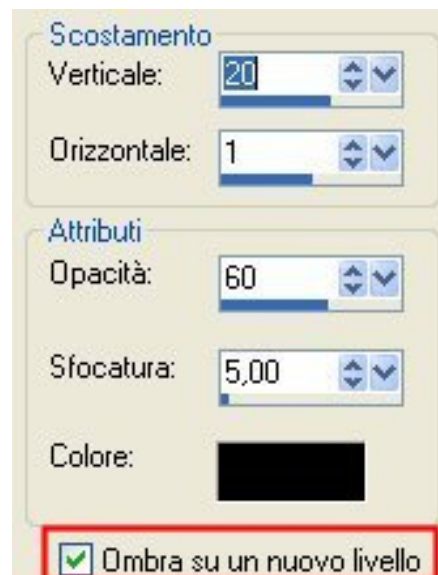 Scostamento
Verticale: 20
Orizzontale: 1
Attributi
Opacità: 60
Sfocatura: 5,00
Colore:
Ombra su un nuovo livello